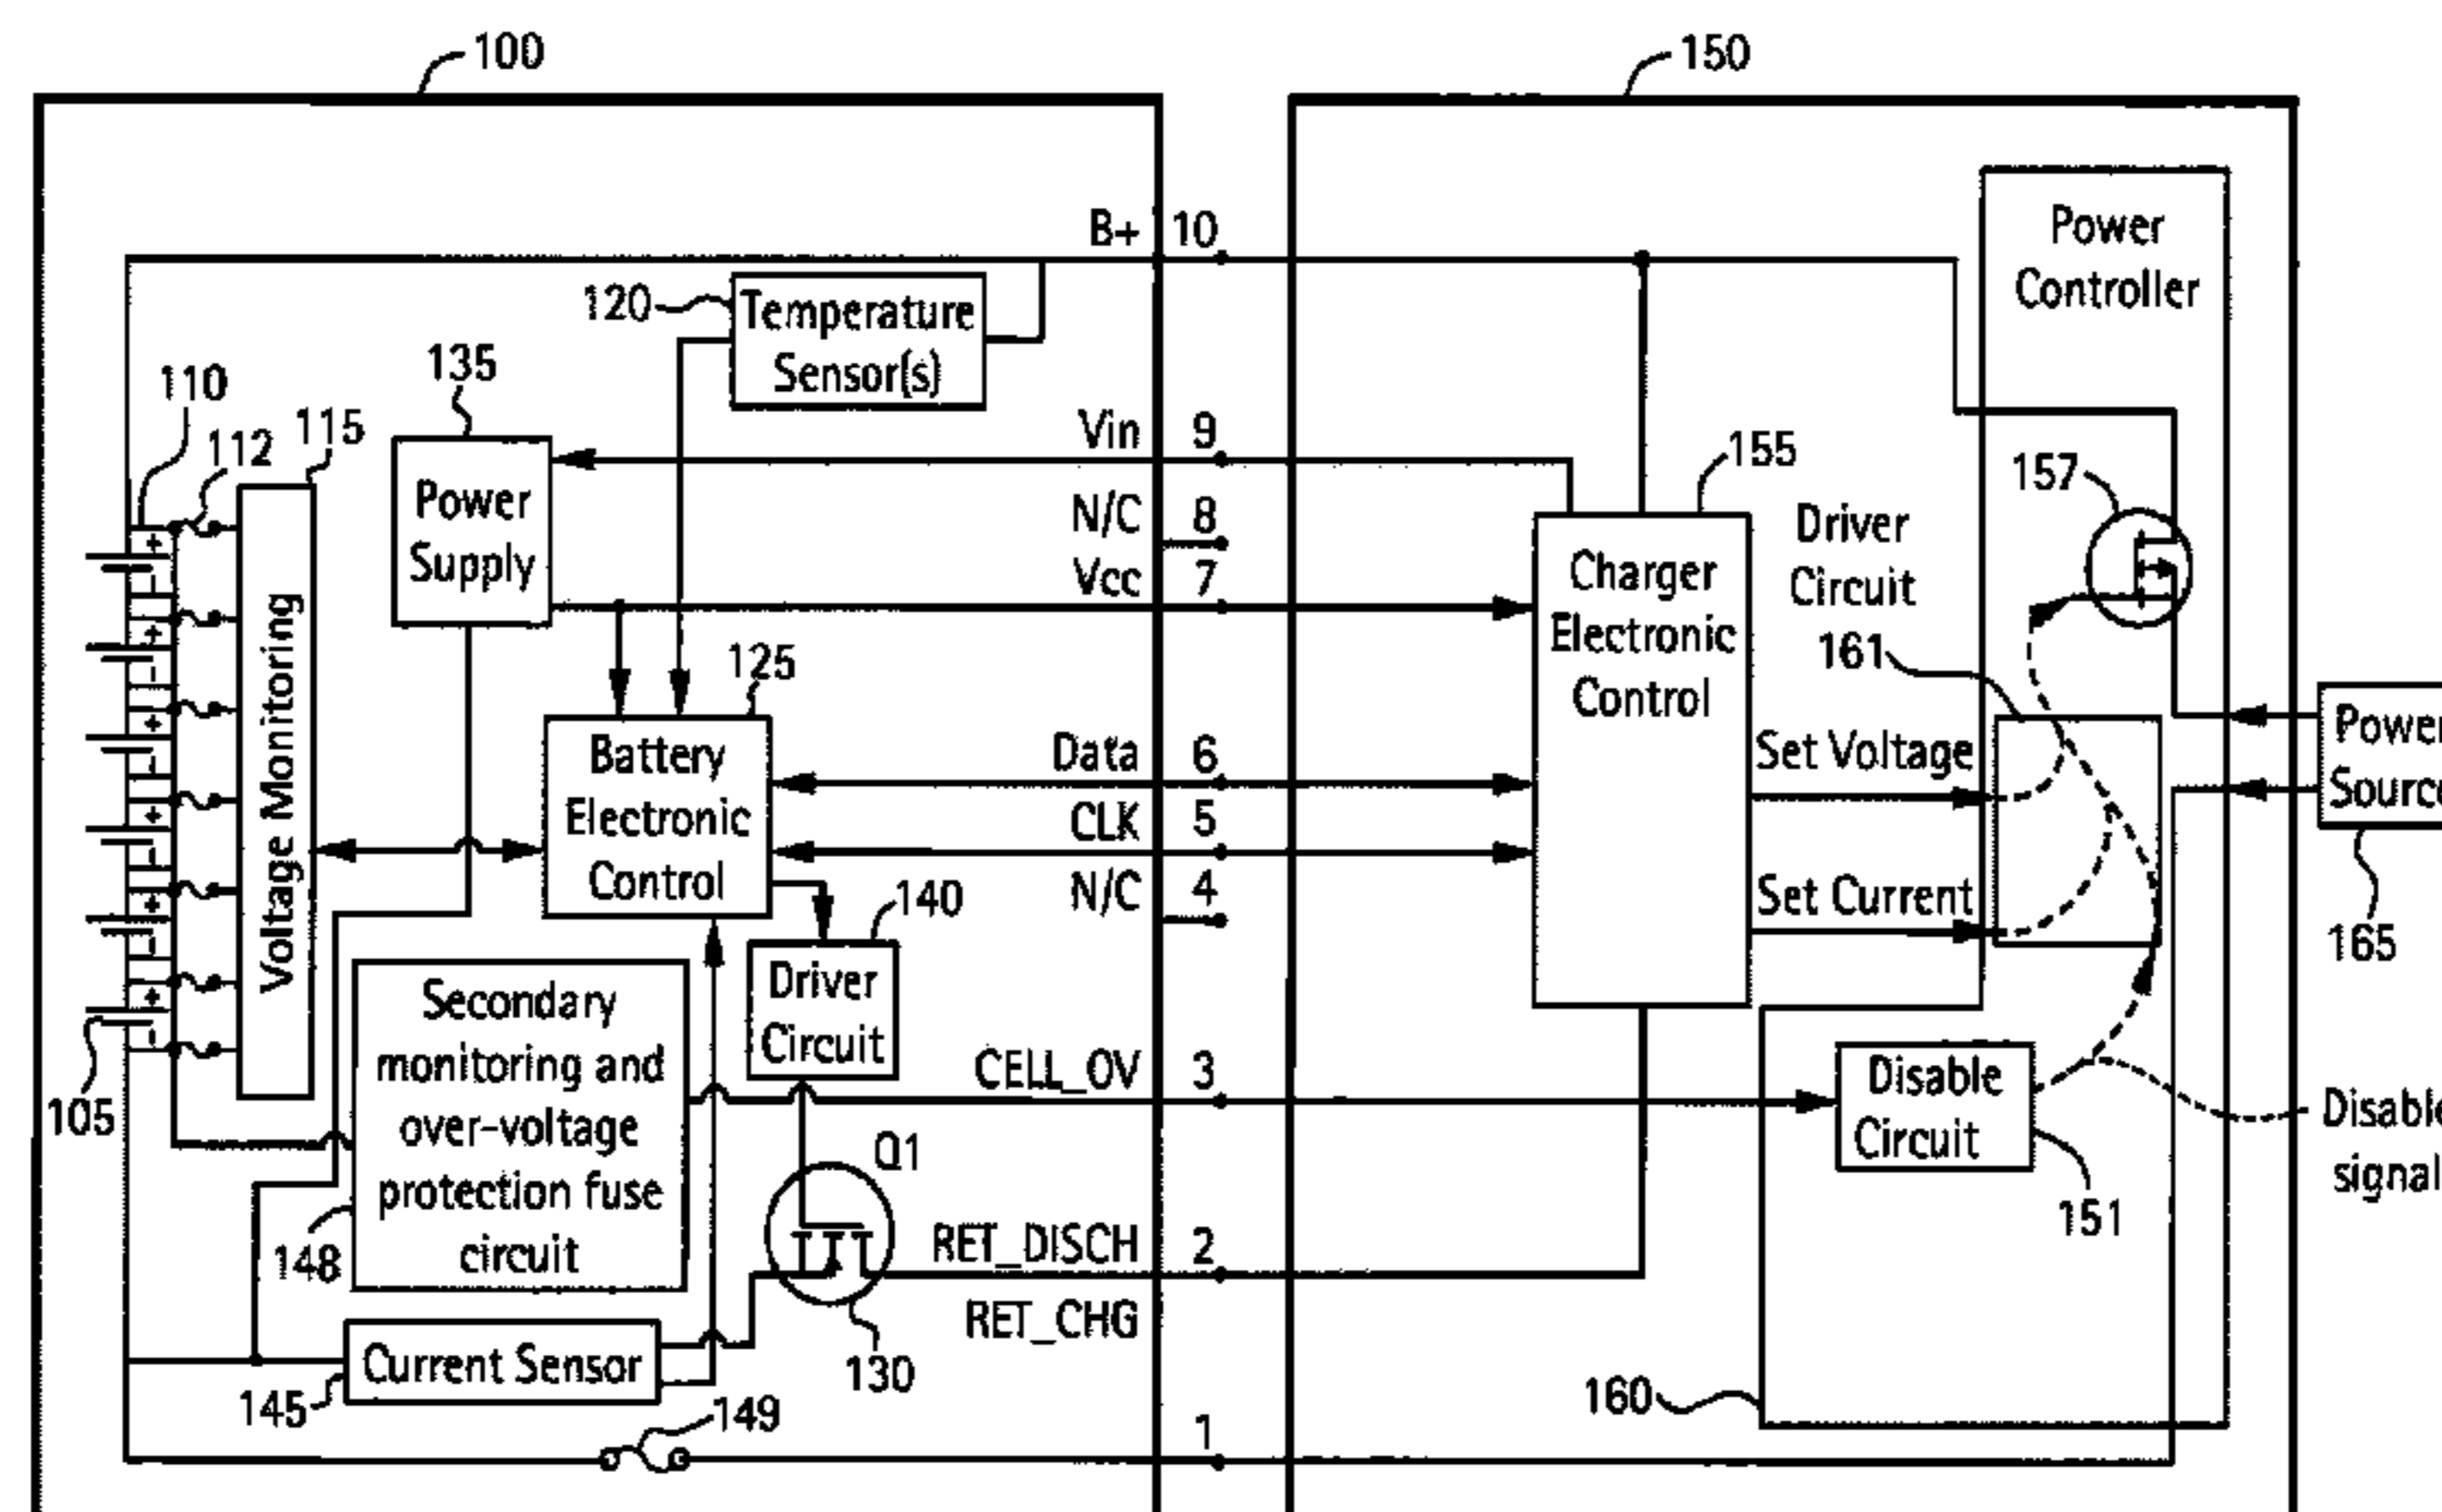 100
150
B+ 10
Power
Controller
120
Temperature
Sensor(s)
135
110
112
115
Vin 9
155
157
Power
Supply
N/C 8
Driver
Circuit
Vcc 7
Charger
Electronic
Control
161
Voltage Monitoring
125
Battery
Electronic
Control
Data 6
Set Voltage
Power
CLK 5
N/C 4
Set Current
165
140
Driver
Circuit
Secondary
monitoring and
over-voltage
protection fuse
circuit
148
105
CELL_OV 3
Disable
Circuit
151
signal
Q1
RET_DISCH 2
RET_CHG
130
Current Sensor
145
149
160
1